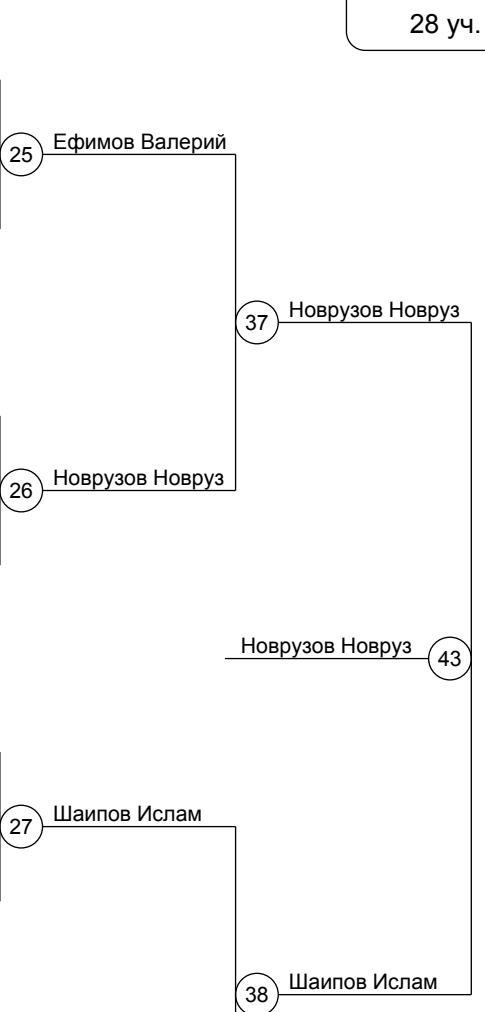 28 уч.
Ефимов Валерий
25
Новрузов Новруз
37
Новрузов Новруз
26
Новрузов Новруз
43
Шаипов Ислам
27
Шаипов Ислам
38